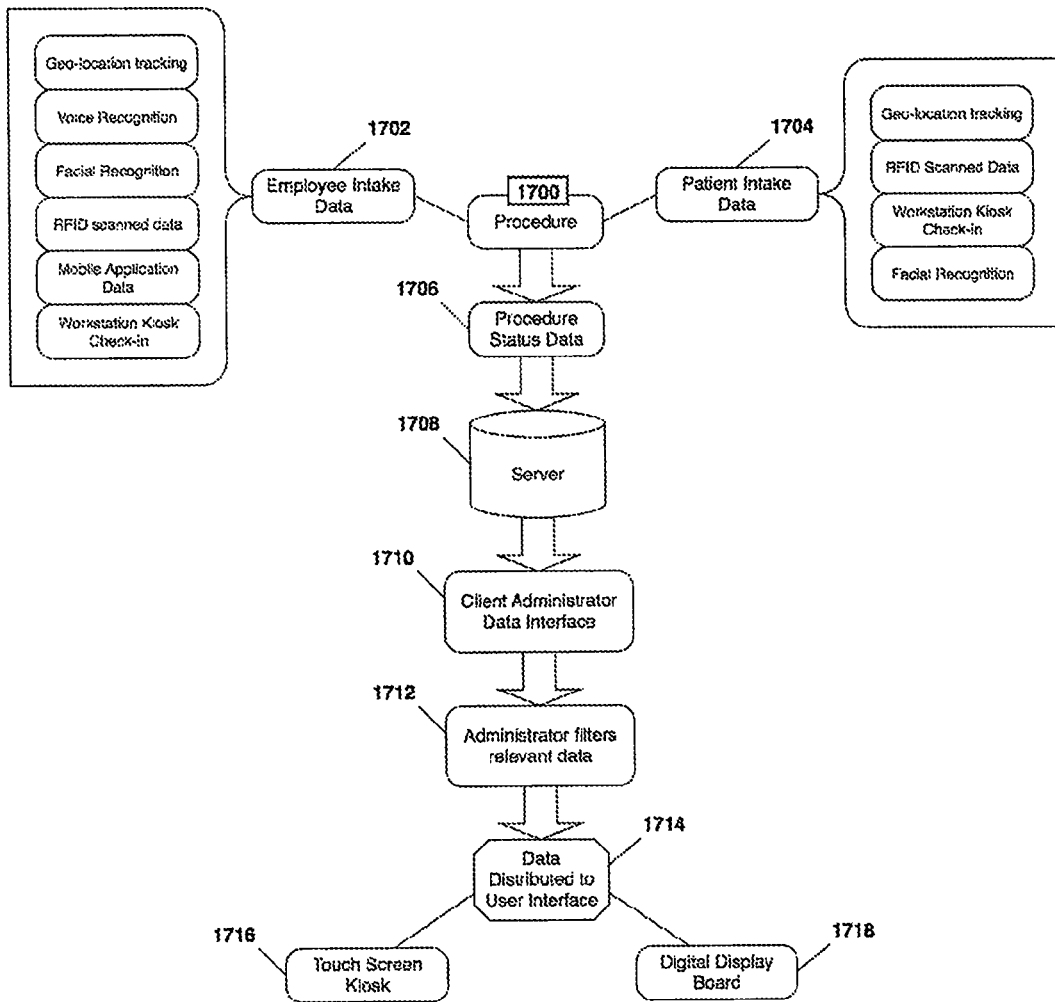 Geo-location tracking
Voice Recognition
Facial Recognition
RFID scanned data
Mobile Application
Data
Workstation Kiosk
Check-in
1702
Employee Intake
Data
1700
Procedure
1704
Patient Intake
Data
Geo-location tracking
RFID Scanned Data
Workstation Kiosk
Check-in
Facial Recognition
1706
Procedure
Status Data
1708
Server
1710
Client Administrator
Data Interface
1712
Administrator filters
relevant data
1714
Data
Distributed to
User Interface
1716
Touch Screen
Kiosk
1718
Digital Display
Board